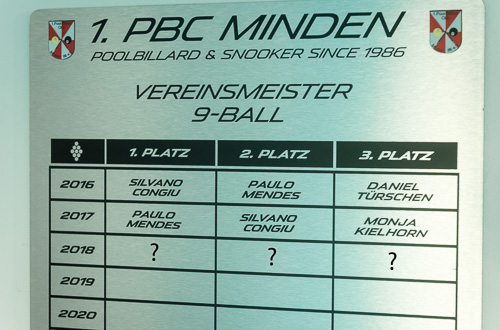 1. PBC MINDEN
POOLBILLARD & SNOOKER SINCE 1986
VEREINSMEISTER
9-BALL
1. PLATZ 2. PLATZ 3. PLATZ
2016 SILVANO CONGIU PAULO MENDES DANIEL TÜRSCHEN
2017 PAULO MENDES SILVANO CONGIU MONJA KIELHORN
2018 ? ? ?
2019
2020